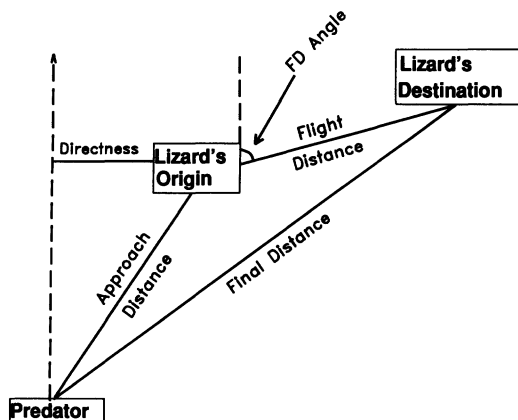 FD Angle
Lizard's
Destination
Directness
Lizard's
Origin
Flight
Distance
Approach
Distance
Final Distance
Predator